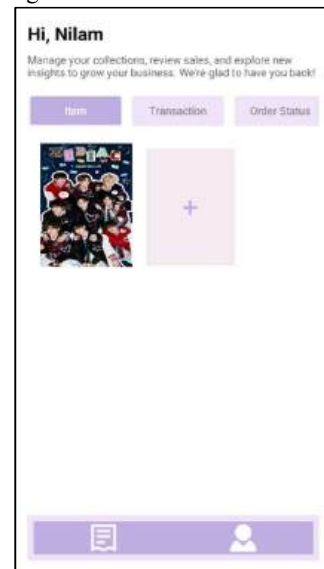 Hi, Nilam
Manage your collections, review sales, and explore new
insights to grow your business. We're glad to have you back!
Item
Transaction
Order Status
+